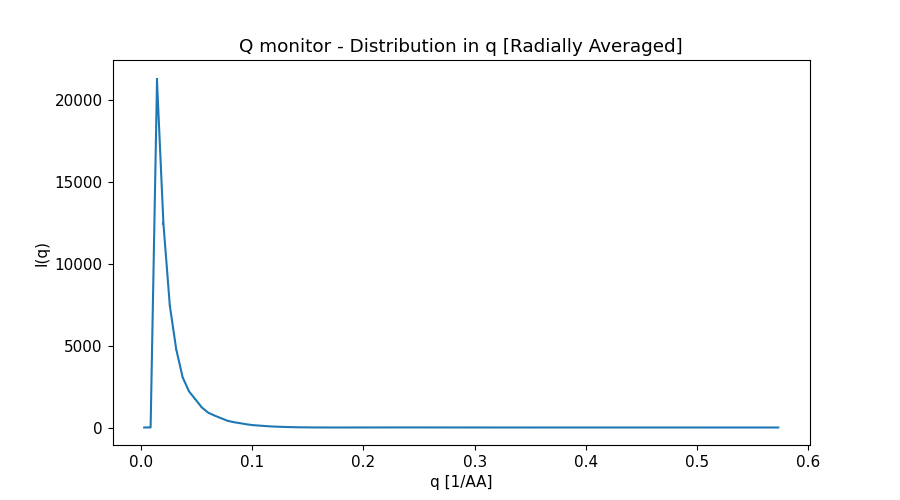 Q monitor - Distribution in q [Radially Averaged]
20000
15000
10000
5000
0
I(q)
0.0 0.1 0.2 0.3 0.4 0.5 0.6
q [1/AA]